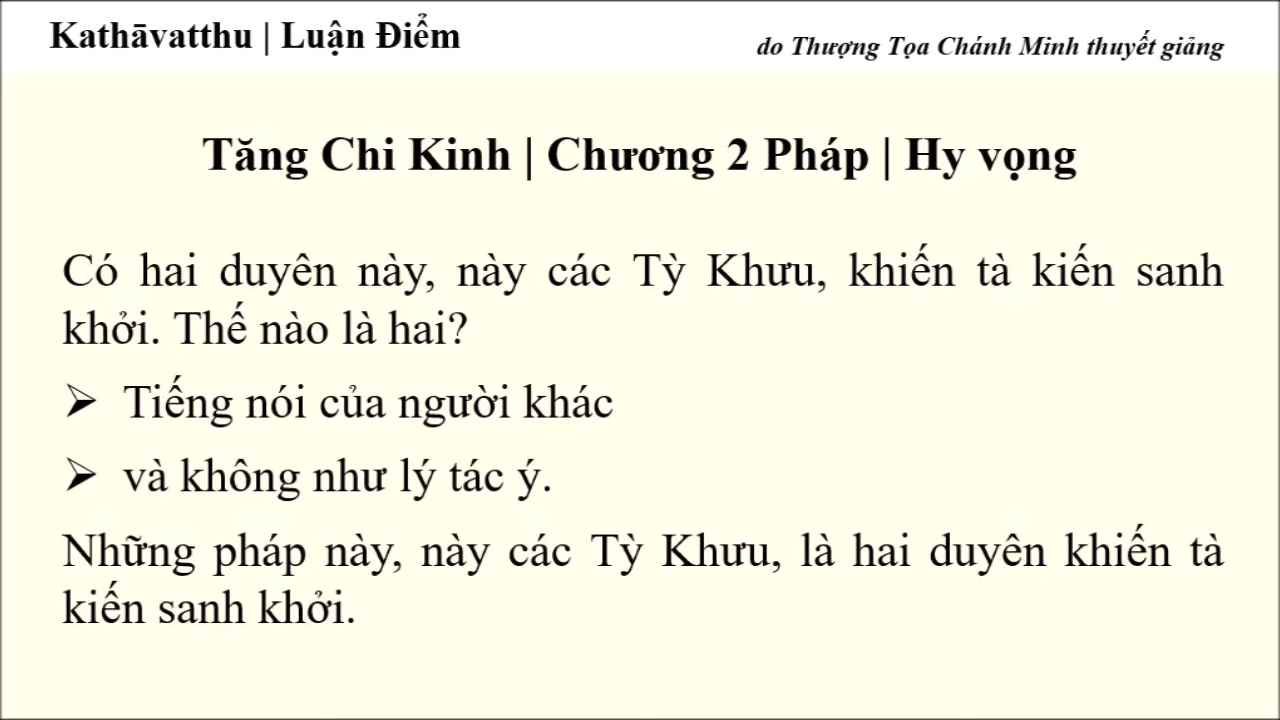 Kathāvatthu | Luận Điểm
do Thượng Tọa Chánh Minh thuyết giảng
Tăng Chi Kinh | Chương 2 Pháp | Hy vọng
Có hai duyên này, này các Tỳ Khưu, khiến tà kiến sanh
khởi. Thế nào là hai?
➢ Tiếng nói của người khác
➢ và không như lý tác ý.
Những pháp này, này các Tỳ Khưu, là hai duyên khiến tà
kiến sanh khởi.